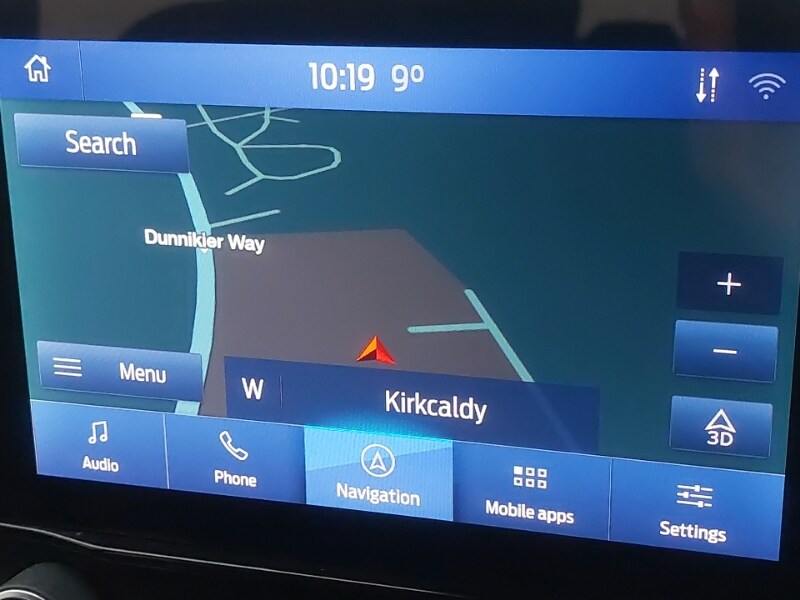 10:19 9º
Search
Dunnikier Way
+
−
Menu
W Kirkcaldy
3D
Audio
Phone
Navigation
Mobile apps
Settings